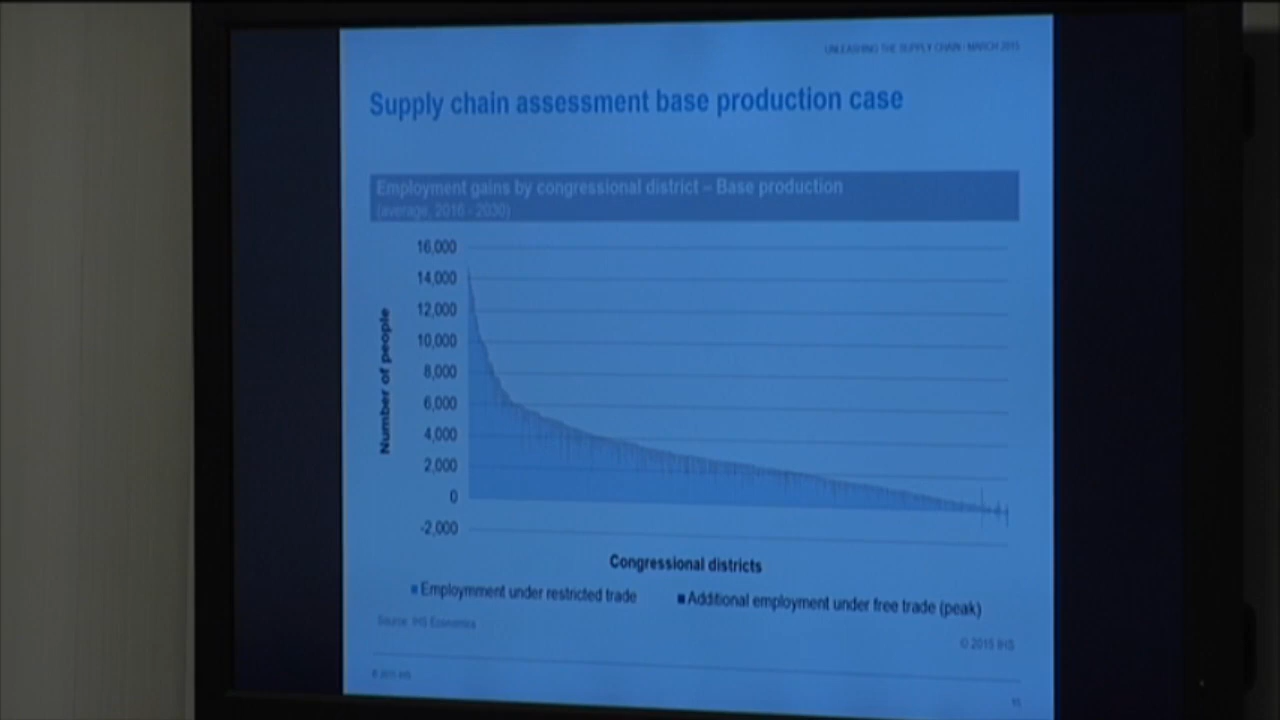 UNLEASHING THE SUPPLY CHAIN / MARCH 2015
Supply chain assessment base production case
Employment gains by congressional district – Base production
(average, 2016 - 2030)
Number of people
16,000
14,000
12,000
10,000
8,000
6,000
4,000
2,000
0
-2,000
Congressional districts
Employmment under restricted trade
Additional employment under free trade (peak)
Source: IHS Economics
© 2015 IHS
© 2015 IHS